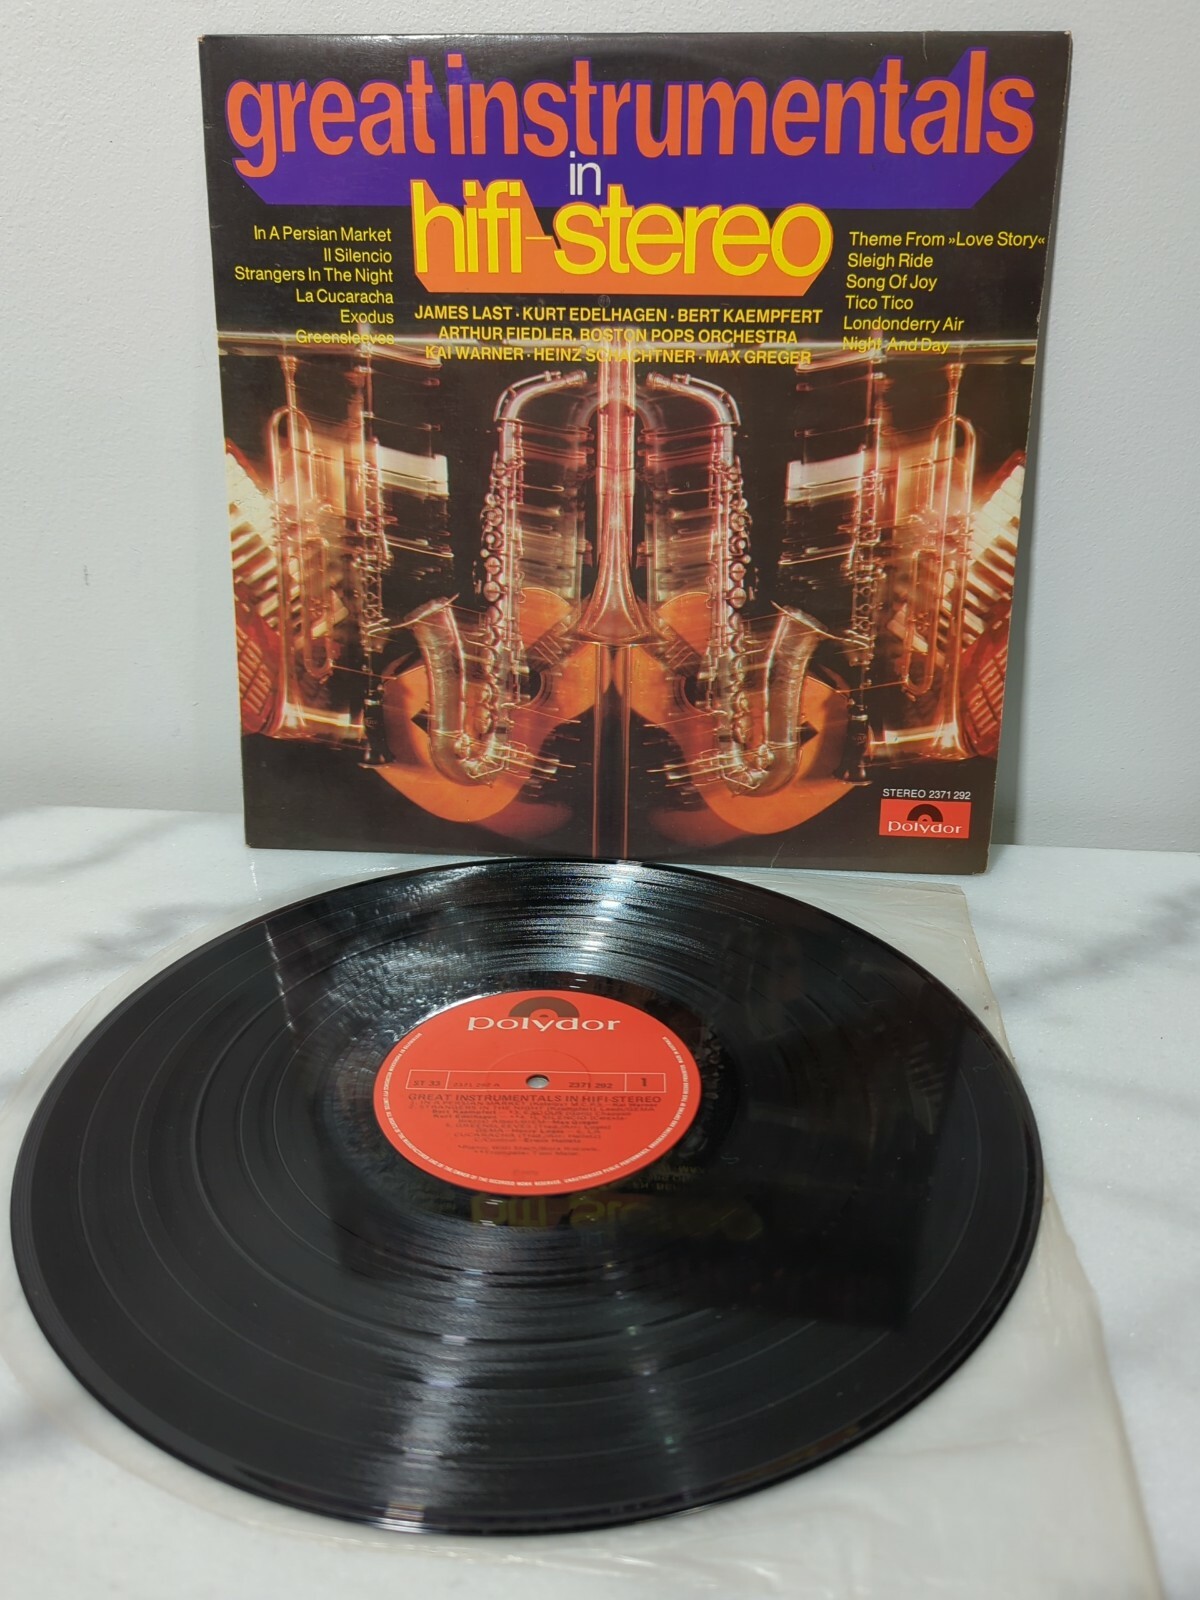 great instrumentals
in
hifi-stereo
In A Persian Market
Il Silencio
Strangers In The Night
La Cucaracha
Exodus
Greensleeves
Theme From »Love Story«
Sleigh Ride
Song Of Joy
Tico Tico
Londonderry Air
Night And Day
JAMES LAST · KURT EDELHAGEN · BERT KAEMPFERT
ARTHUR FIEDLER, BOSTON POPS ORCHESTRA
KAI WARNER · HEINZ SCHACHTNER · MAX GREGER
STEREO 2371 292
polydor
polydor
ST 33
2371 292
1
GREAT INSTRUMENTALS IN HIFI-STEREO